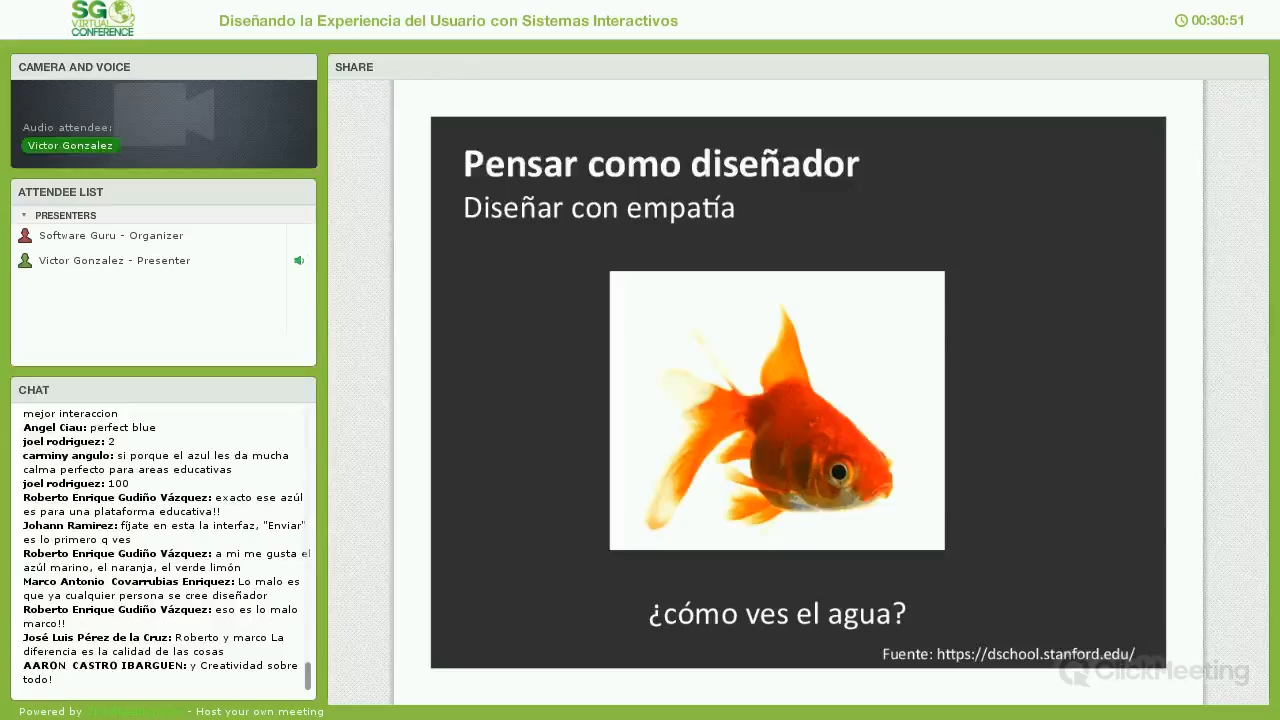 SG
VIRTUAL
CONFERENCE
Diseñando la Experiencia del Usuario con Sistemas Interactivos
00:30:51
CAMERA AND VOICE
Audio attendee:
Victor Gonzalez
ATTENDEE LIST
PRESENTERS
Software Guru - Organizer
Victor Gonzalez - Presenter
CHAT
mejor interaccion
Angel Ciau: perfect blue
joel rodriguez: 2
carminy angulo: si porque el azul les da mucha
calma perfecto para areas educativas
joel rodriguez: 100
Roberto Enrique Gudiño Vázquez: exacto ese azúl
es para una plataforma educativa!!
Johann Ramirez: fíjate en esta la interfaz, "Enviar"
es lo primero q ves
Roberto Enrique Gudiño Vázquez: a mi me gusta el
azúl marino, el naranja, el verde limón
Marco Antonio Covarrubias Enriquez: Lo malo es
que ya cualquier persona se cree diseñador
Roberto Enrique Gudiño Vázquez: eso es lo malo
marco!!
José Luis Pérez de la Cruz: Roberto y marco La
diferencia es la calidad de las cosas
AARON CASTRO IBARGUEN: y Creatividad sobre
todo!
Powered by - Host your own meeting
SHARE
Pensar como diseñador
Diseñar con empatía
¿cómo ves el agua?
Fuente: https://dschool.stanford.edu/
ClickMeeting